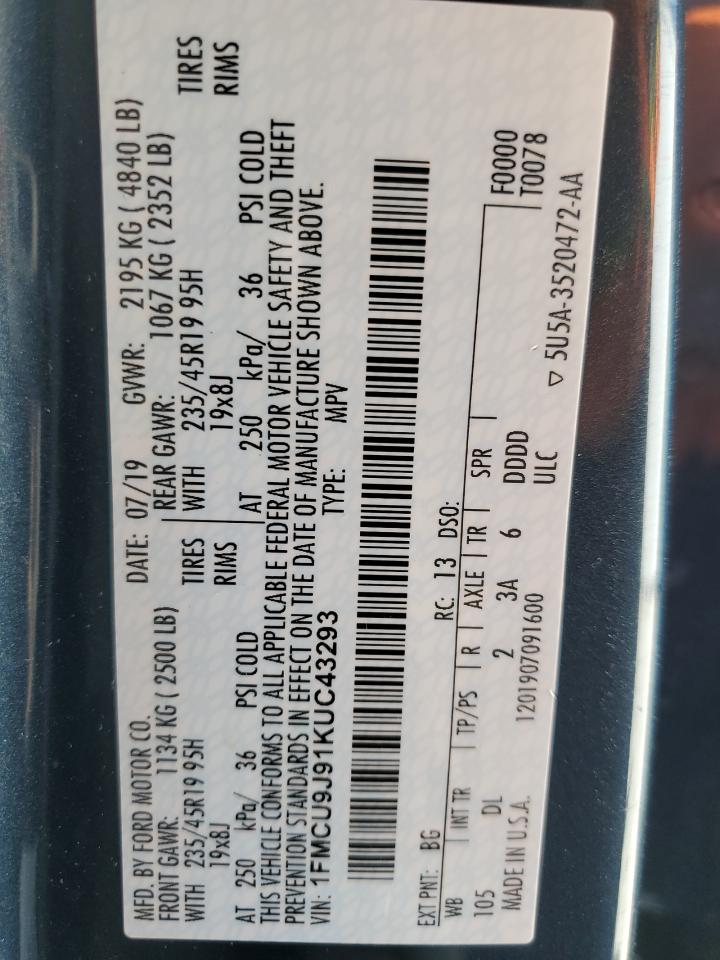 MFD. BY FORD MOTOR CO. DATE: 07/19 GVWR: 2195 KG ( 4840 LB)
FRONT GAWR: 1134 KG ( 2500 LB) REAR GAWR: 1067 KG ( 2352 LB)
WITH 235/45R19 95H TIRES WITH 235/45R19 95H TIRES
19x8J RIMS 19x8J RIMS
AT 250 kPa/ 36 PSI COLD AT 250 kPa/ 36 PSI COLD
THIS VEHICLE CONFORMS TO ALL APPLICABLE FEDERAL MOTOR VEHICLE SAFETY AND THEFT
PREVENTION STANDARDS IN EFFECT ON THE DATE OF MANUFACTURE SHOWN ABOVE.
VIN: 1FMCU9J91KUC43293 TYPE: MPV
EXT PNT: BG RC: 13 DSO:
WB INT TR TP/PS R AXLE TR SPR F0000
105 DL 2 3A 6 DDDD T0078
MADE IN U.S.A. 1201907091600 ULC
▽ 5U5A-3520472-AA